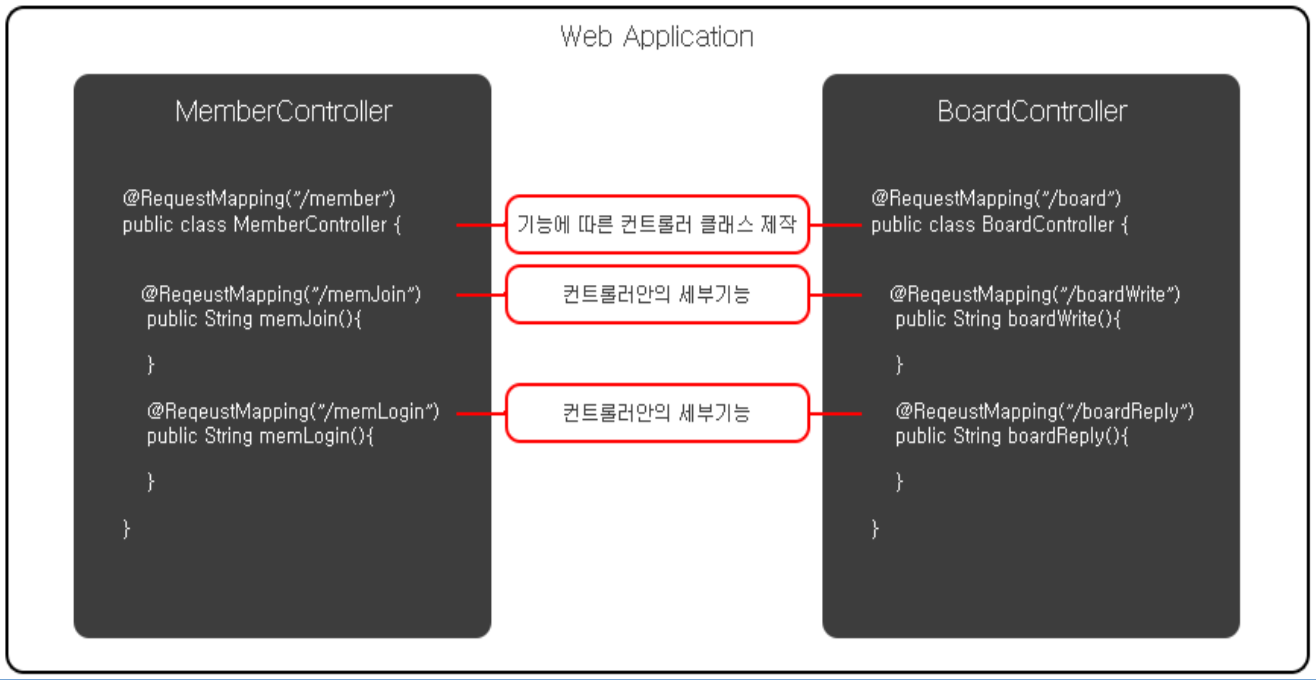 Web Application
MemberController
@RequestMapping("/member")
public class MemberController {
@ReqeustMapping("/memJoin")
public String memJoin(){
}
@ReqeustMapping("/memLogin")
public String memLogin(){
}
}
기능에 따른 컨트롤러 클래스 제작
컨트롤러안의 세부기능
컨트롤러안의 세부기능
BoardController
@RequestMapping("/board")
public class BoardController {
@ReqeustMapping("/boardWrite")
public String boardWrite(){
}
@ReqeustMapping("/boardReply")
public String boardReply(){
}
}